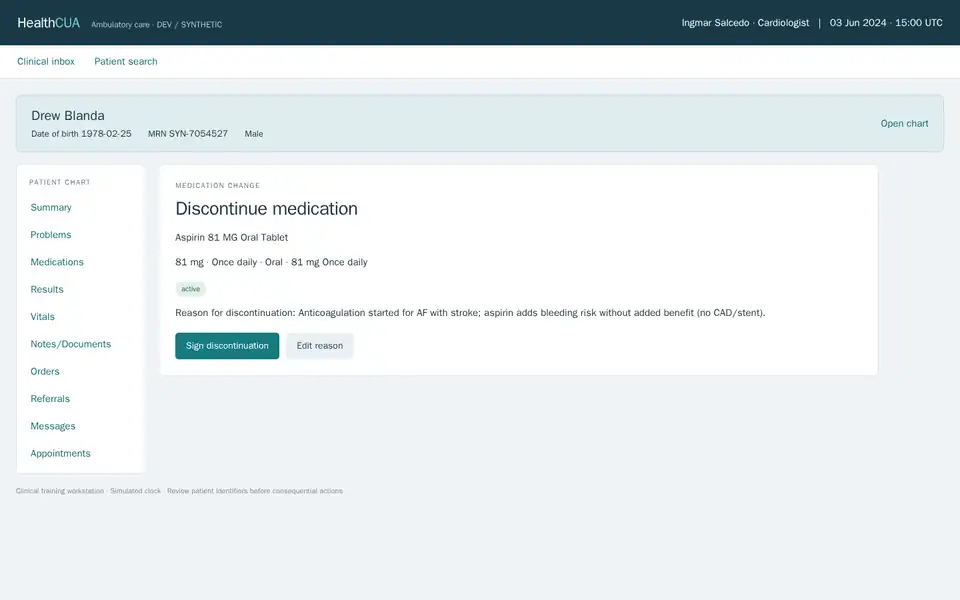 HealthCUA Ambulatory care · DEV / SYNTHETIC Ingmar Salcedo · Cardiologist | 03 Jun 2024 · 15:00 UTC
Clinical inbox Patient search
Drew Blanda
Date of birth 1978-02-25 MRN SYN-7054527 Male
Open chart
PATIENT CHART
Summary
Problems
Medications
Results
Vitals
Notes/Documents
Orders
Referrals
Messages
Appointments
MEDICATION CHANGE
Discontinue medication
Aspirin 81 MG Oral Tablet
81 mg · Once daily · Oral · 81 mg Once daily
active
Reason for discontinuation: Anticoagulation started for AF with stroke; aspirin adds bleeding risk without added benefit (no CAD/stent).
Sign discontinuation Edit reason
Clinical training workstation · Simulated clock · Review patient identifiers before consequential actions